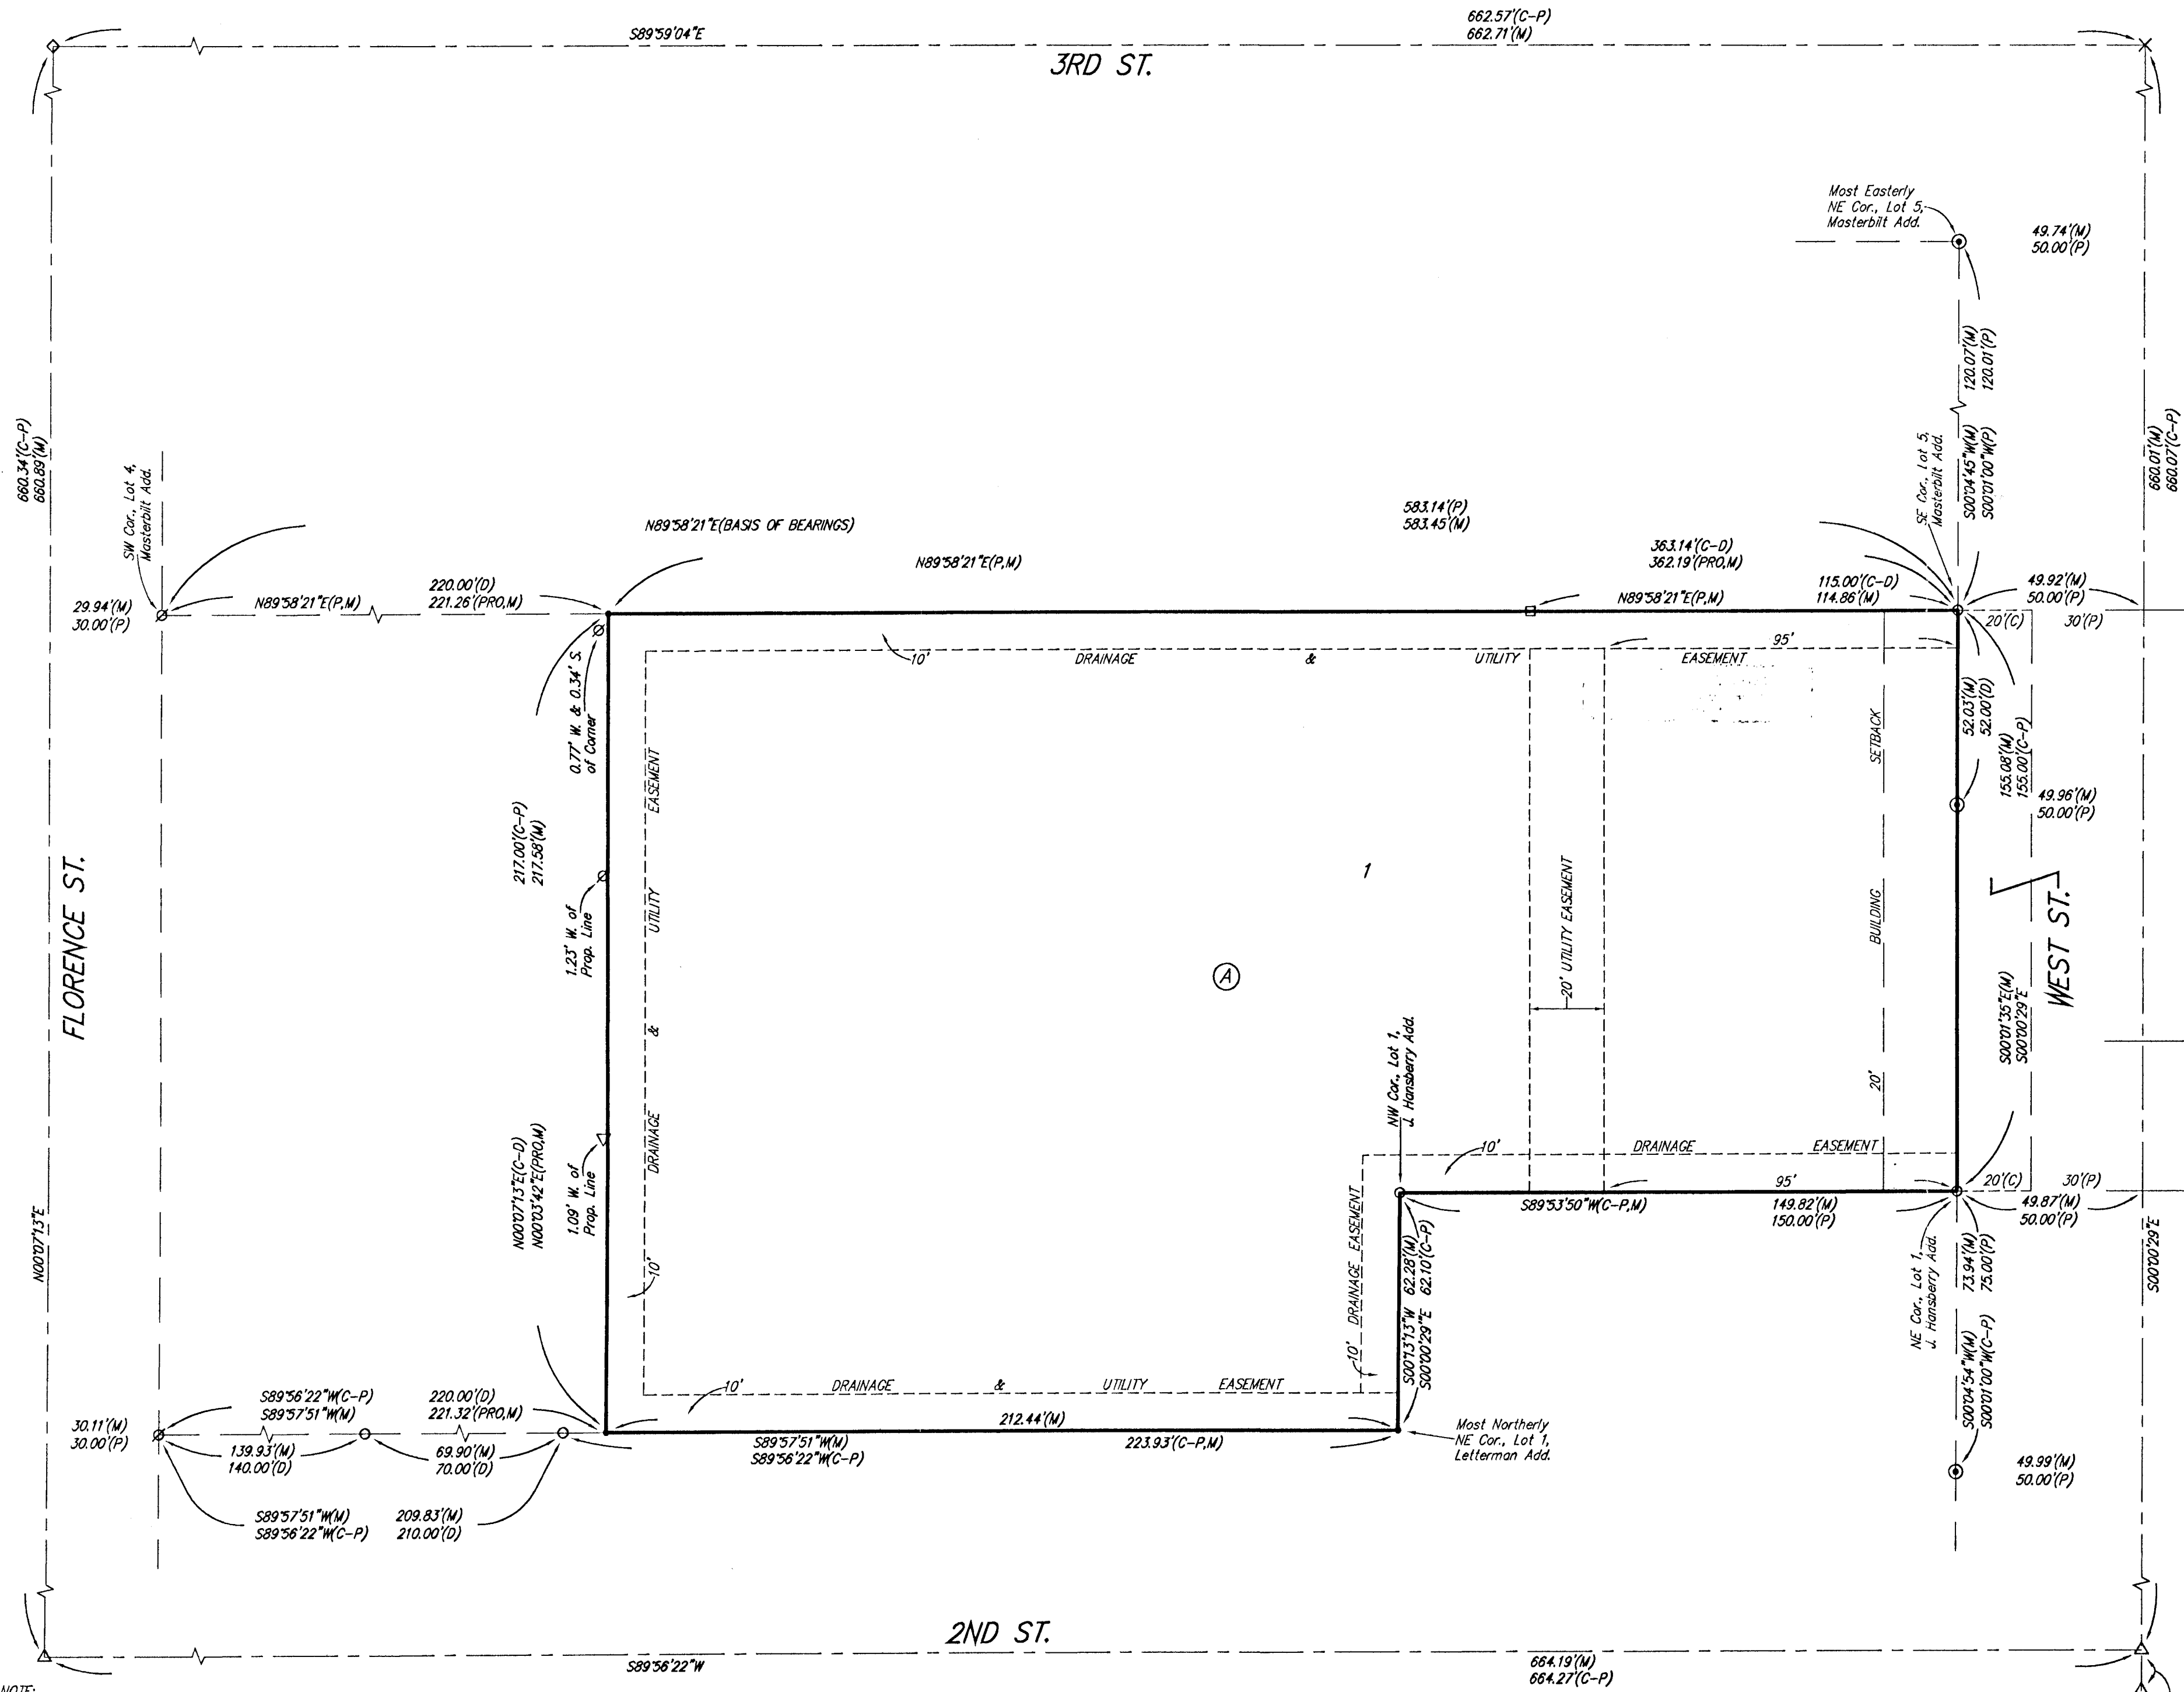 662.57'(C-P)
S89°59'04"E
662.71'(M)
3RD ST.
Most Easterly
NE Cor., Lot 5,
Masterbilt Add.
49.74'(M)
50.00'(P)
120.07'(M)
120.01'(P)
S00°04'45"W(M)
S00°01'00"W(P)
SE Cor., Lot 5,
Masterbilt Add.
660.34'(C-P)
660.89'(M)
660.01'(M)
660.07'(C-P)
SW Cor., Lot 4,
Masterbilt Add.
N89°58'21"E(BASIS OF BEARINGS)
583.14'(P)
583.45'(M)
N89°58'21"E(P,M)
363.14'(C-D)
362.19'(PRO,M)
29.94'(M)
30.00'(P)
N89°58'21"E(P,M)
220.00'(D)
221.26'(PRO,M)
N89°58'21"E(P,M)
115.00'(C-D)
114.86'(M)
49.92'(M)
50.00'(P)
20'(C)
30'(P)
10'
DRAINAGE & UTILITY EASEMENT
95'
0.77' W. & 0.34' S.
of Corner
52.03'(M)
52.00'(D)
155.08'(M)
155.00'(C-P)
49.96'(M)
50.00'(P)
217.00'(C-P)
217.58'(M)
1.23' W. of
Prop. Line
1.09' W. of
Prop. Line
N00°07'13"E(C-D)
N00°03'42"E(PRO,M)
10' DRAINAGE & UTILITY EASEMENT
1
A
20' UTILITY EASEMENT
20' BUILDING SETBACK
FLORENCE ST.
WEST ST.
S00°01'35"E(M)
S00°00'29"E
NW Cor., Lot 1,
J. Hansberry Add.
10'
DRAINAGE EASEMENT
95'
S89°53'50"W(C-P,M)
149.82'(M)
150.00'(P)
20'(C)
30'(P)
49.87'(M)
50.00'(P)
N00°07'13"E
S00°00'29"E
10' DRAINAGE EASEMENT
S00°13'13"W 62.28'(M)
S00°00'29"E 62.10'(C-P)
NE Cor., Lot 1,
J. Hansberry Add.
73.94'(M)
75.00'(P)
S00°04'54"W(M)
S00°01'00"W(C-P)
10'
DRAINAGE & UTILITY EASEMENT
212.44'(M)
S89°57'51"W(M)
S89°56'22"W(C-P)
223.93'(C-P,M)
Most Northerly
NE Cor., Lot 1,
Letterman Add.
S89°56'22"W(C-P)
S89°57'51"W(M)
220.00'(D)
221.32'(PRO,M)
30.11'(M)
30.00'(P)
139.93'(M)
140.00'(D)
69.90'(M)
70.00'(D)
49.99'(M)
50.00'(P)
S89°57'51"W(M) 209.83'(M)
S89°56'22"W(C-P) 210.00'(D)
2ND ST.
S89°56'22"W
664.19'(M)
664.27'(C-P)
NOTE: